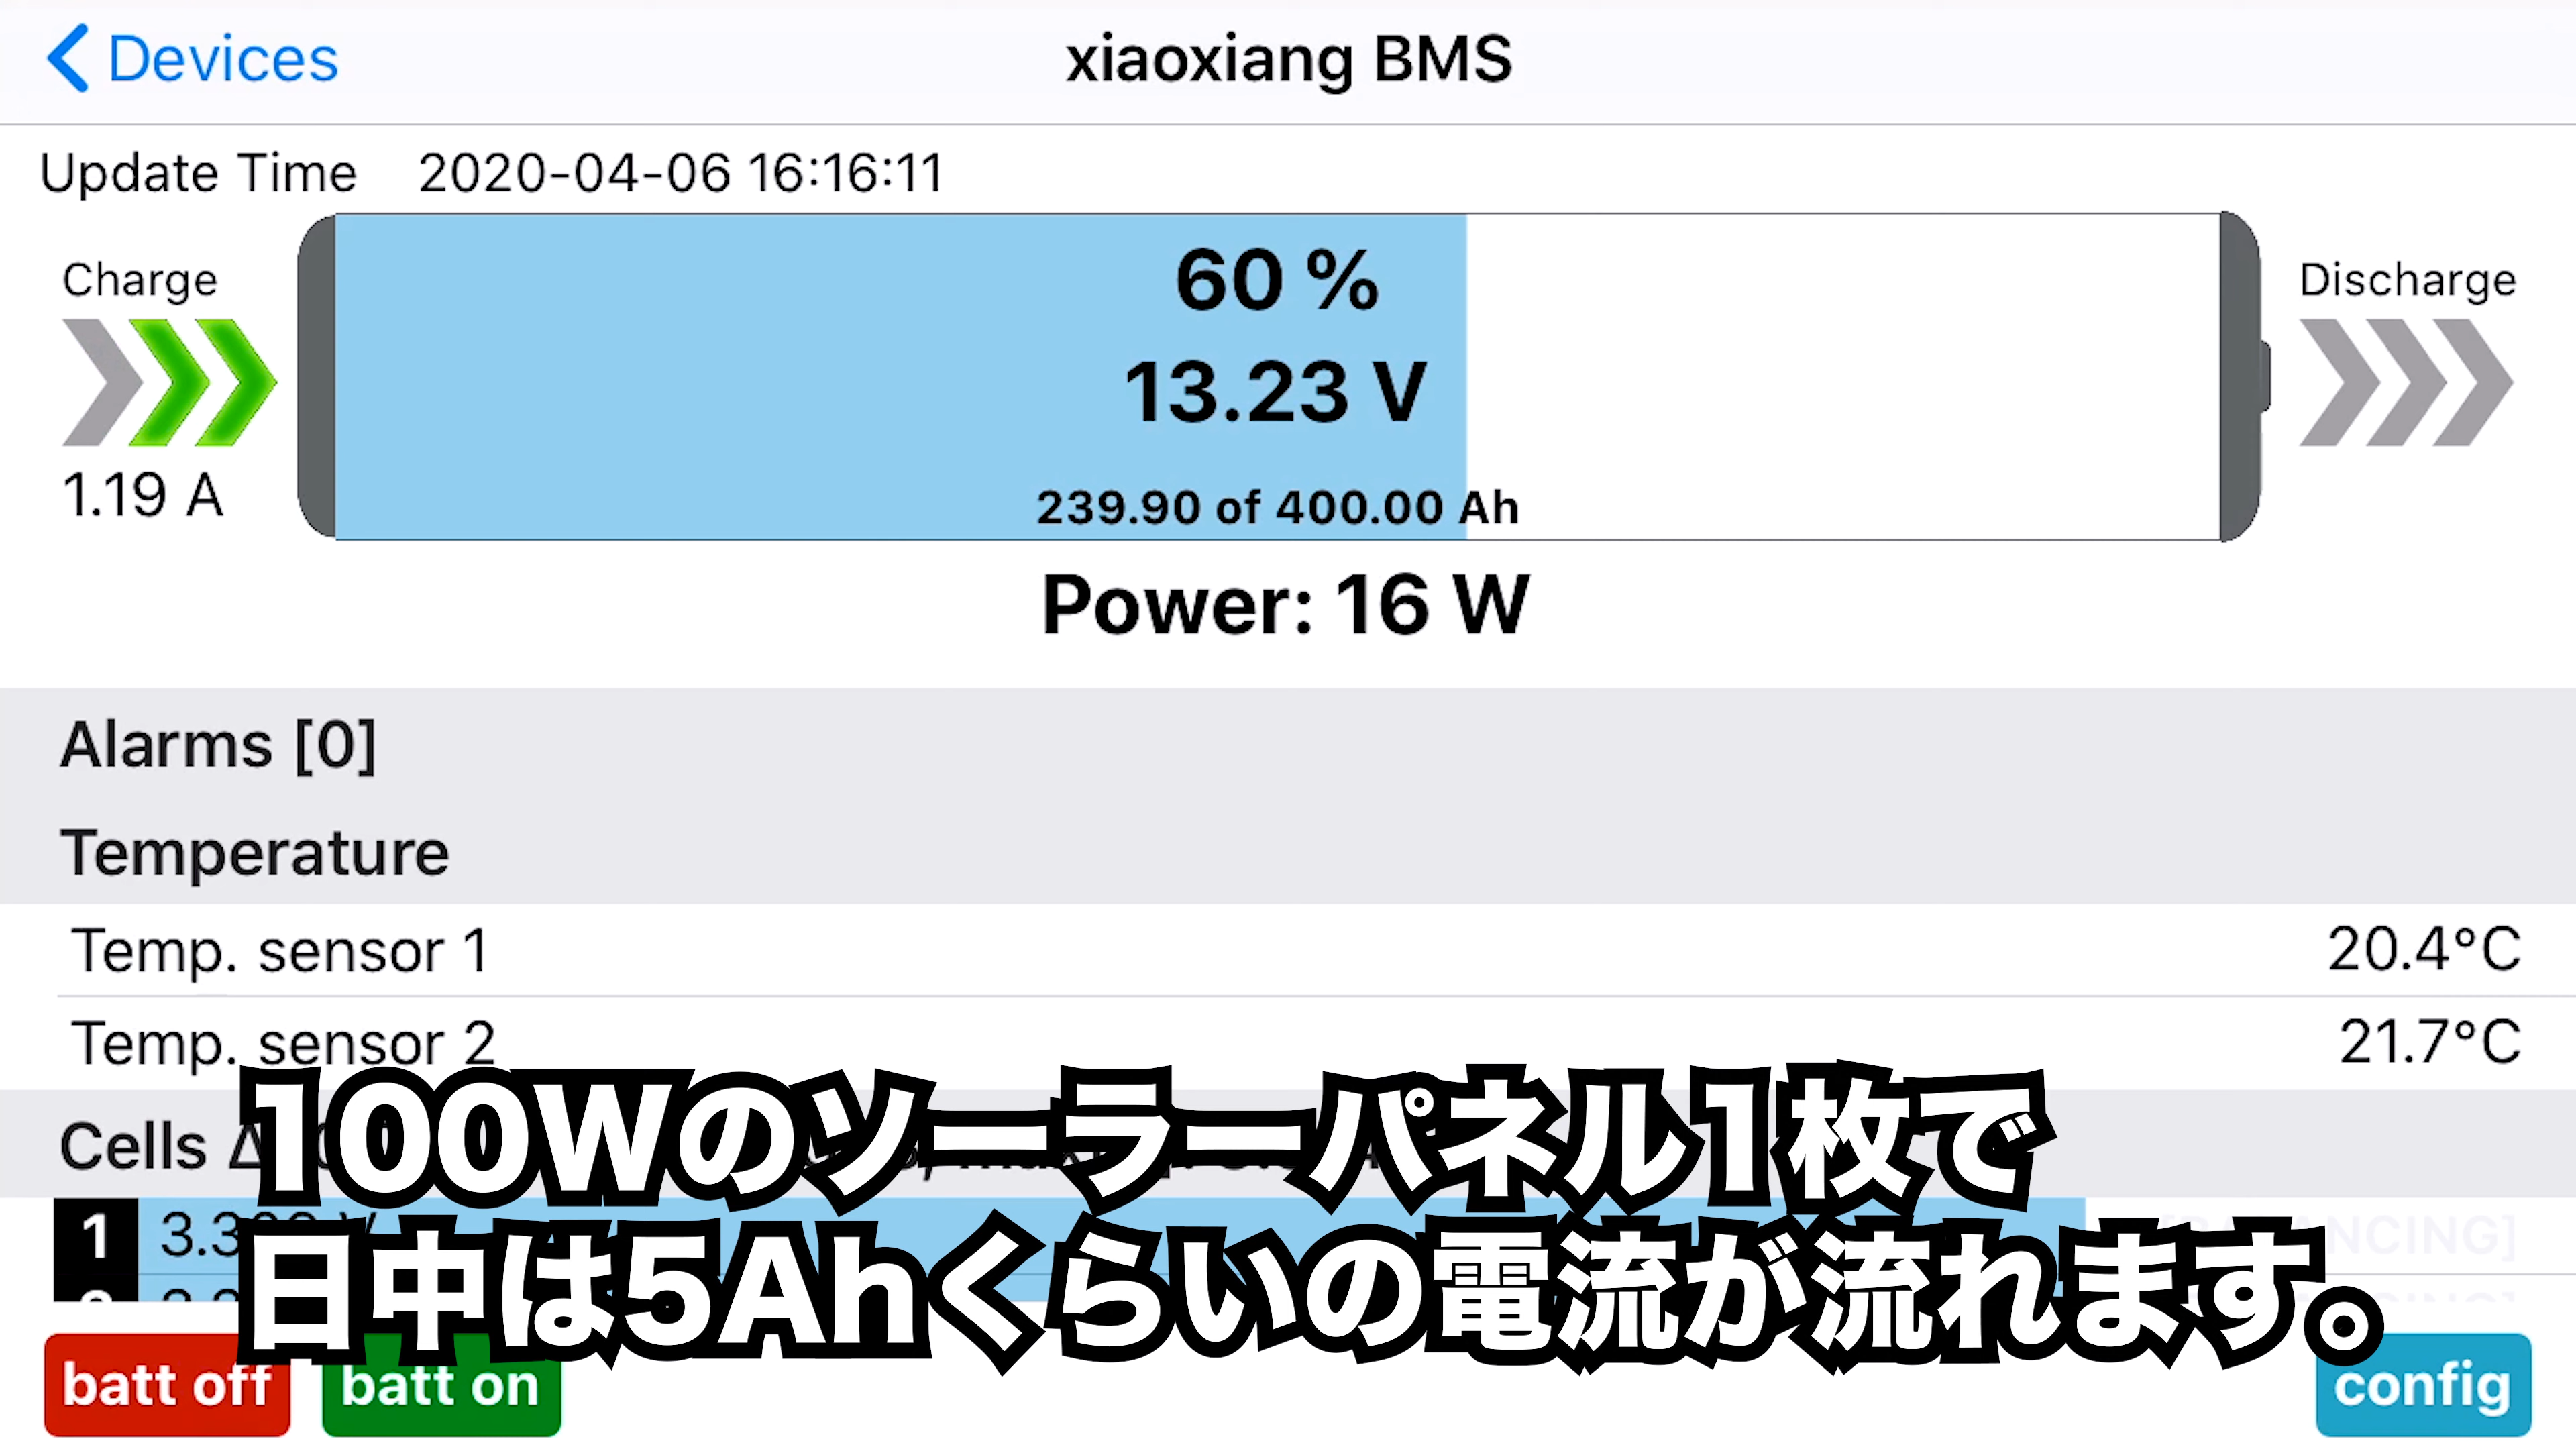 Devices
xiaoxiang BMS
Update Time 2020-04-06 16:16:11
Charge
60 %
Discharge
13.23 V
1.19 A
239.90 of 400.00 Ah
Power: 16 W
Alarms [0]
Temperature
Temp. sensor 1 20.4°C
Temp. sensor 2 21.7°C
Cells
100Wのソーラーパネル1枚で
1
日中は5Ahくらいの電流が流れます。
batt off
batt on
config